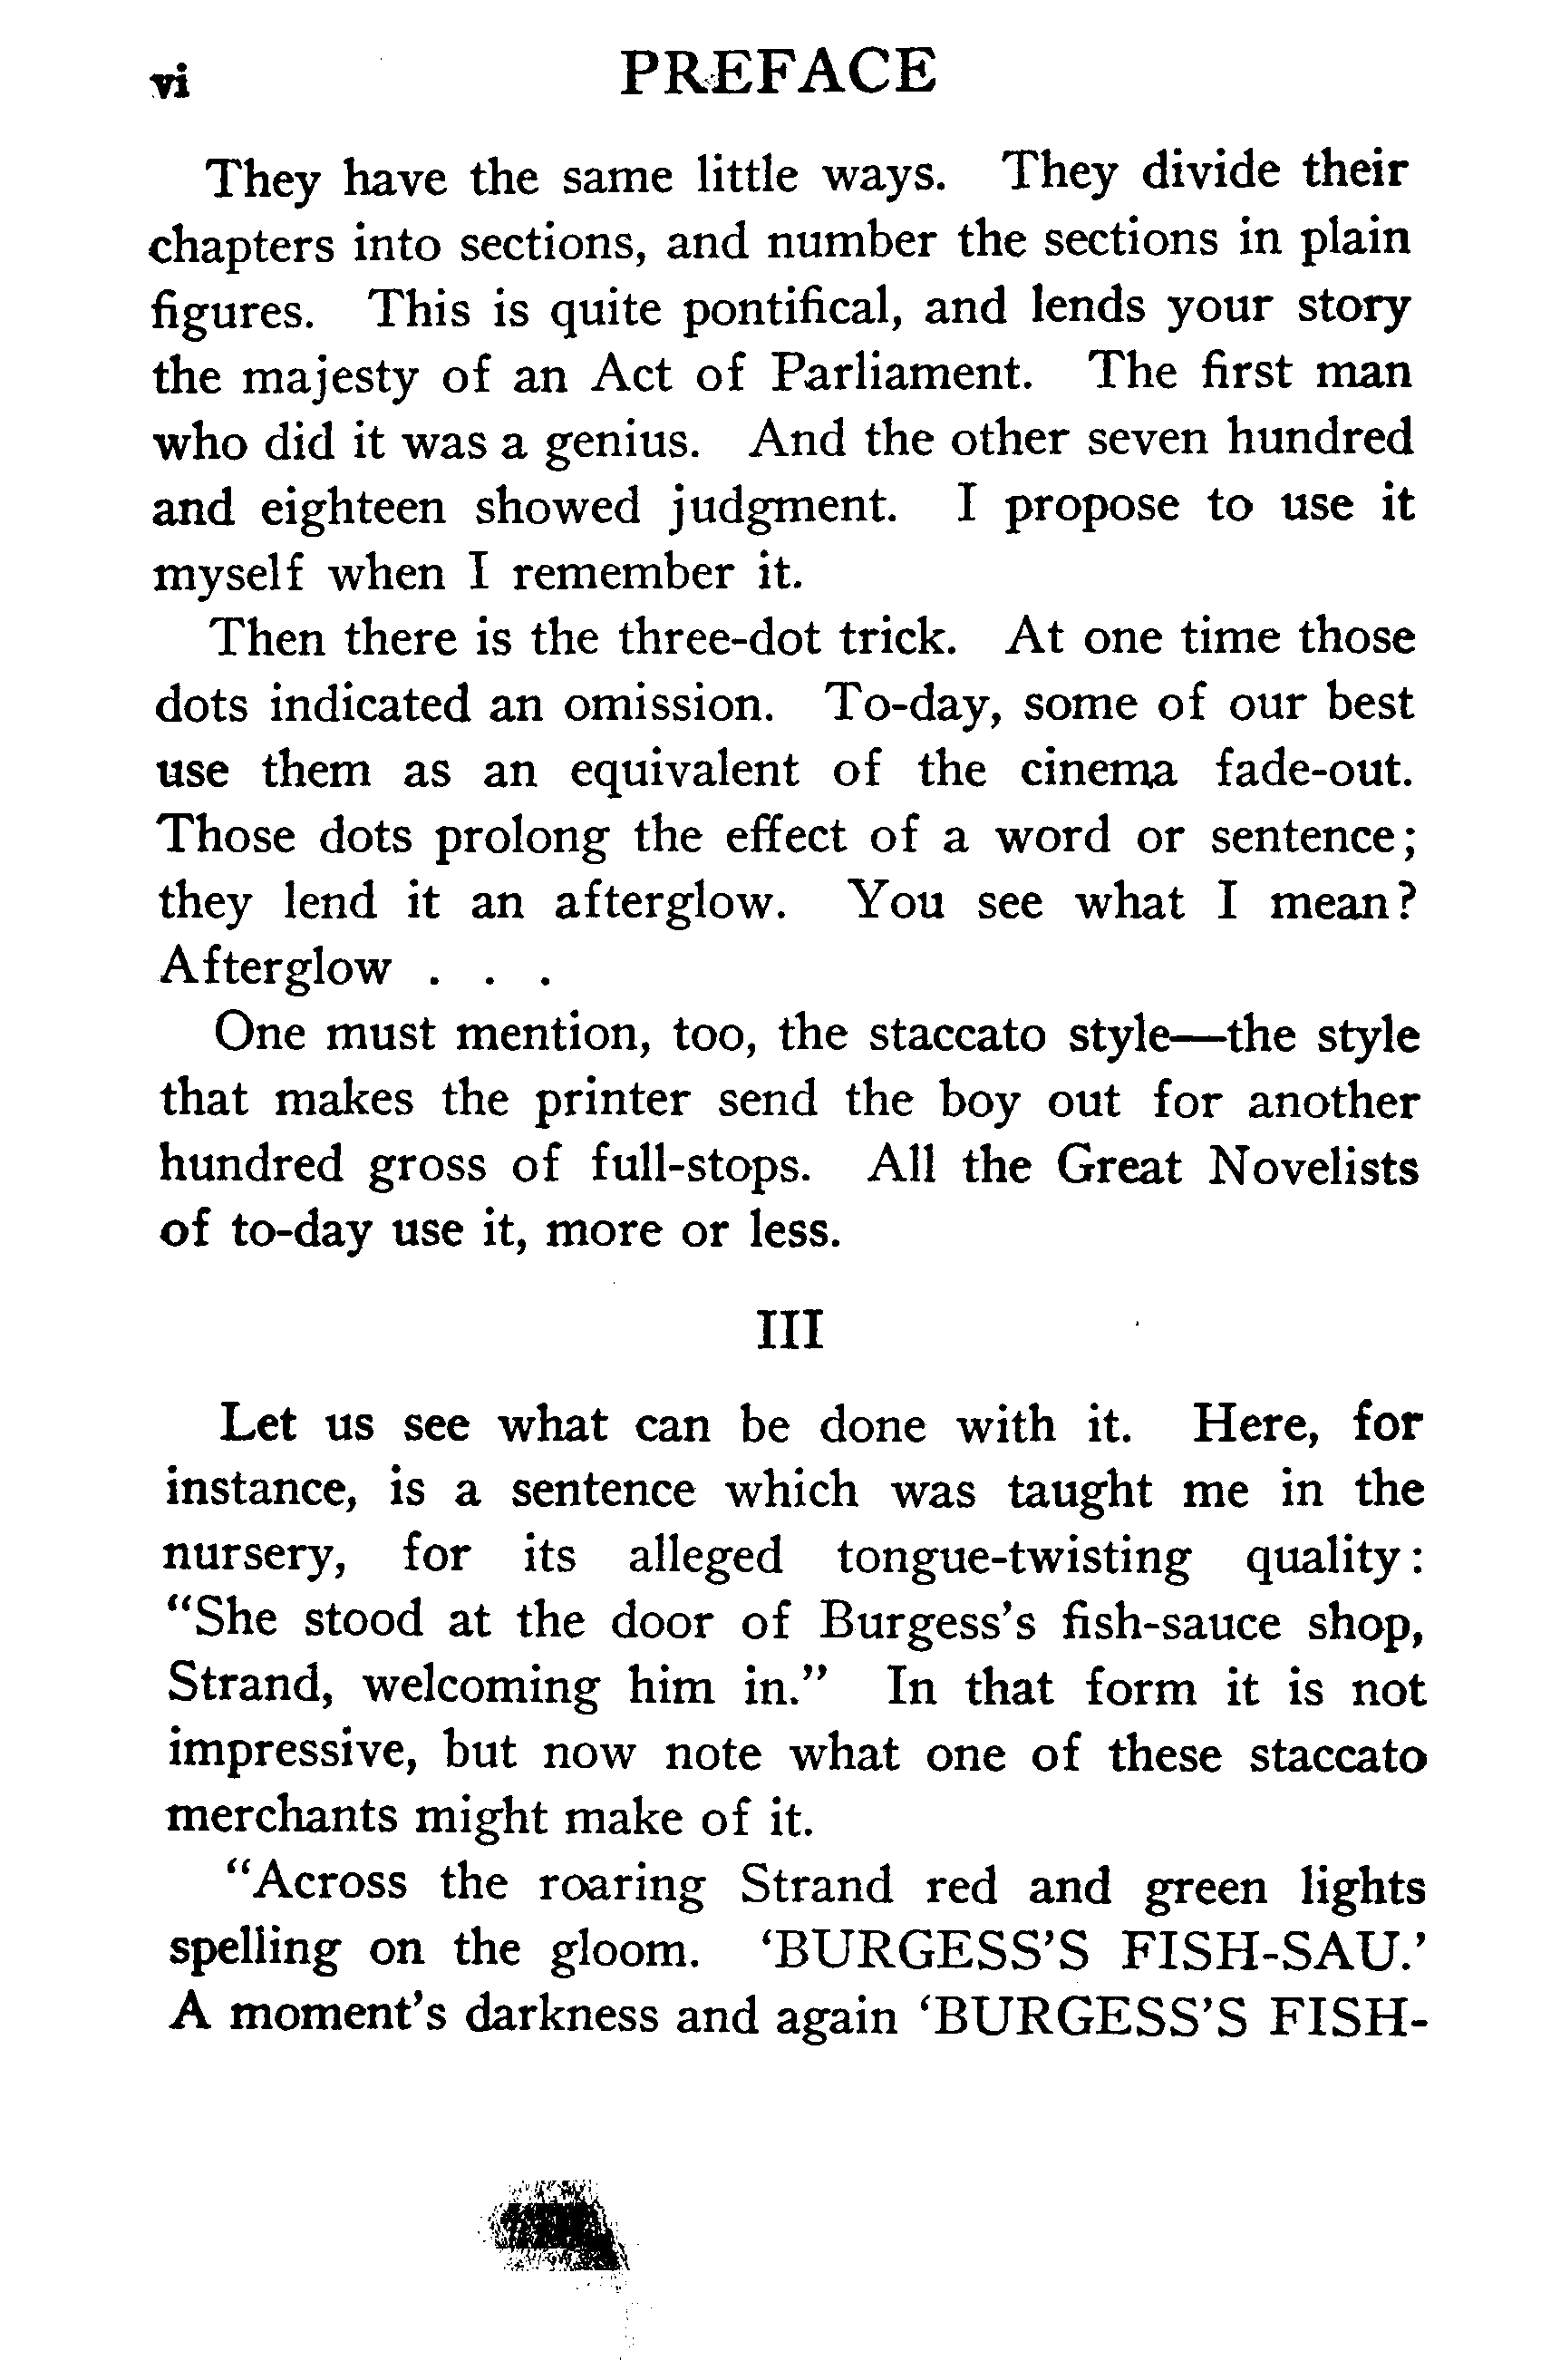 vi PREFACE
They have the same little ways. They divide their
chapters into sections, and number the sections in plain
figures. This is quite pontifical, and lends your story
the majesty of an Act of Parliament. The first man
who did it was a genius. And the other seven hundred
and eighteen showed judgment. I propose to use it
myself when I remember it.
Then there is the three-dot trick. At one time those
dots indicated an omission. To-day, some of our best
use them as an equivalent of the cinema fade-out.
Those dots prolong the effect of a word or sentence;
they lend it an afterglow. You see what I mean?
Afterglow . . .
One must mention, too, the staccato style—the style
that makes the printer send the boy out for another
hundred gross of full-stops. All the Great Novelists
of to-day use it, more or less.
III
Let us see what can be done with it. Here, for
instance, is a sentence which was taught me in the
nursery, for its alleged tongue-twisting quality:
“She stood at the door of Burgess’s fish-sauce shop,
Strand, welcoming him in.” In that form it is not
impressive, but now note what one of these staccato
merchants might make of it.
“Across the roaring Strand red and green lights
spelling on the gloom. ‘BURGESS’S FISH-SAU.’
A moment’s darkness and again ‘BURGESS’S FISH-